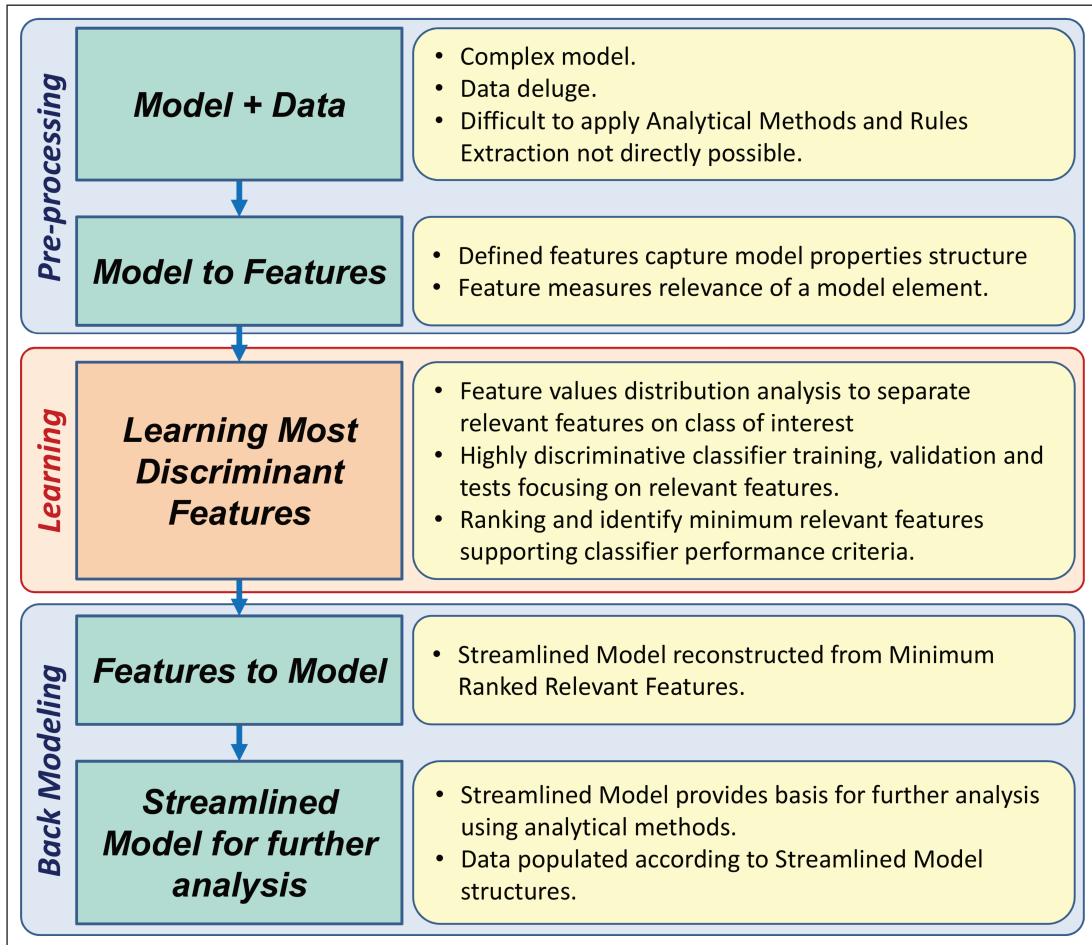 Pre-processing
Model + Data
• Complex model.
• Data deluge.
• Difficult to apply Analytical Methods and Rules
Extraction not directly possible.
Model to Features
• Defined features capture model properties structure
• Feature measures relevance of a model element.
Learning
Learning Most
Discriminant
Features
• Feature values distribution analysis to separate
relevant features on class of interest
• Highly discriminative classifier training, validation and
tests focusing on relevant features.
• Ranking and identify minimum relevant features
supporting classifier performance criteria.
Back Modeling
Features to Model
• Streamlined Model reconstructed from Minimum
Ranked Relevant Features.
Streamlined
Model for further
analysis
• Streamlined Model provides basis for further analysis
using analytical methods.
• Data populated according to Streamlined Model
structures.